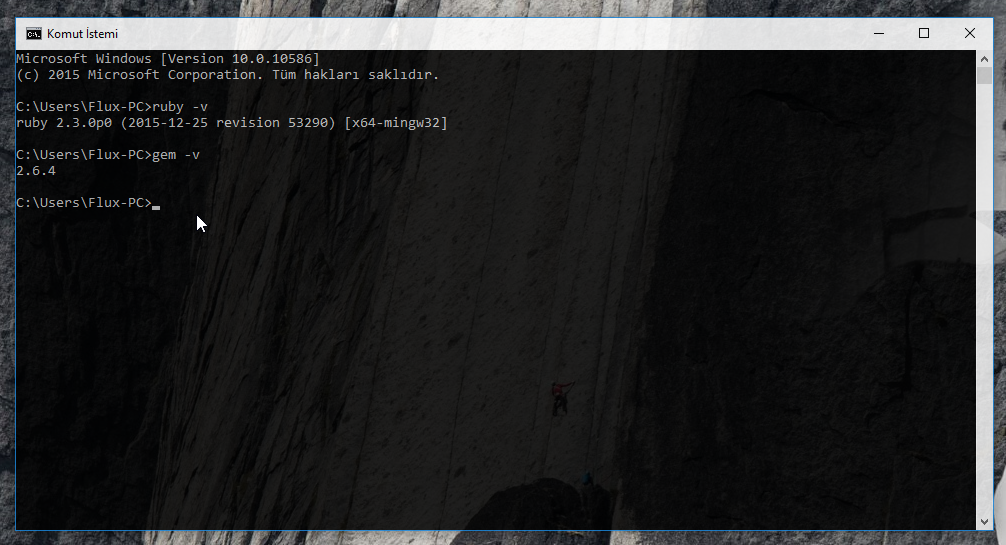 Komut İstemi
Microsoft Windows [Version 10.0.10586]
(c) 2015 Microsoft Corporation. Tüm hakları saklıdır.
C:\Users\Flux-PC>ruby -v
ruby 2.3.0p0 (2015-12-25 revision 53290) [x64-mingw32]
C:\Users\Flux-PC>gem -v
2.6.4
C:\Users\Flux-PC>